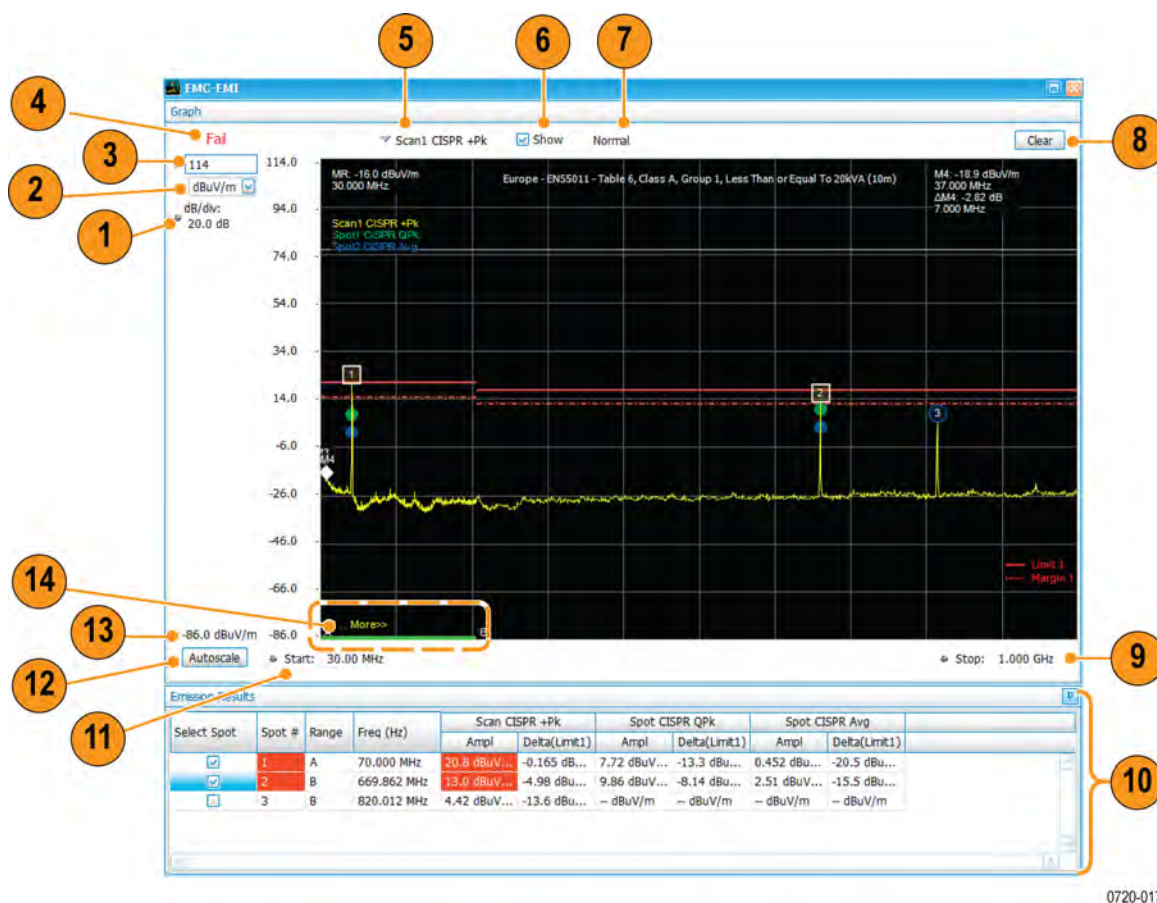 5
6
7
EMC-EMI
Graph
4
Fail
Scan1 CISPR +Pk
Show
Normal
Clear
8
3
114
114.0
MR: -16.0 dBuV/m
30.000 MHz
Europe - EN55011 - Table 6, Class A, Group 1, Less Than or Equal To 20kVA (10m)
M4: -18.9 dBuV/m
37.000 MHz
ΔM4: -2.82 dB
7.000 MHz
2
dBuV/m
1
dB/div:
20.0 dB
94.0
Scan1 CISPR +Pk
Spot1 CISPR QPk
Spot2 CISPR Avg
74.0
54.0
34.0
1
14.0
2
3
-6.0
M4
-26.0
-46.0
Limit 1
Margin 1
14
-66.0
... More>>
13
-86.0 dBuV/m
-86.0
12
Autoscale
Start: 30.00 MHz
Stop: 1.000 GHz
9
11
Emission Results
Select Spot Spot # Range Freq (Hz) Scan CISPR +Pk Spot CISPR QPk Spot CISPR Avg
Ampl Delta(Limit1) Ampl Delta(Limit1) Ampl Delta(Limit1)
1 A 70.000 MHz 20.8 dBuV... -0.165 dB... 7.72 dBuV... -13.3 dBu... 0.452 dBu... -20.5 dBu...
2 B 669.862 MHz 13.0 dBuV... -4.98 dBu... 9.86 dBuV... -8.14 dBu... 2.51 dBuV... -15.5 dBu...
3 B 820.012 MHz 4.42 dBuV... -13.6 dBu... -- dBuV/m -- dBuV/m -- dBuV/m -- dBuV/m
10